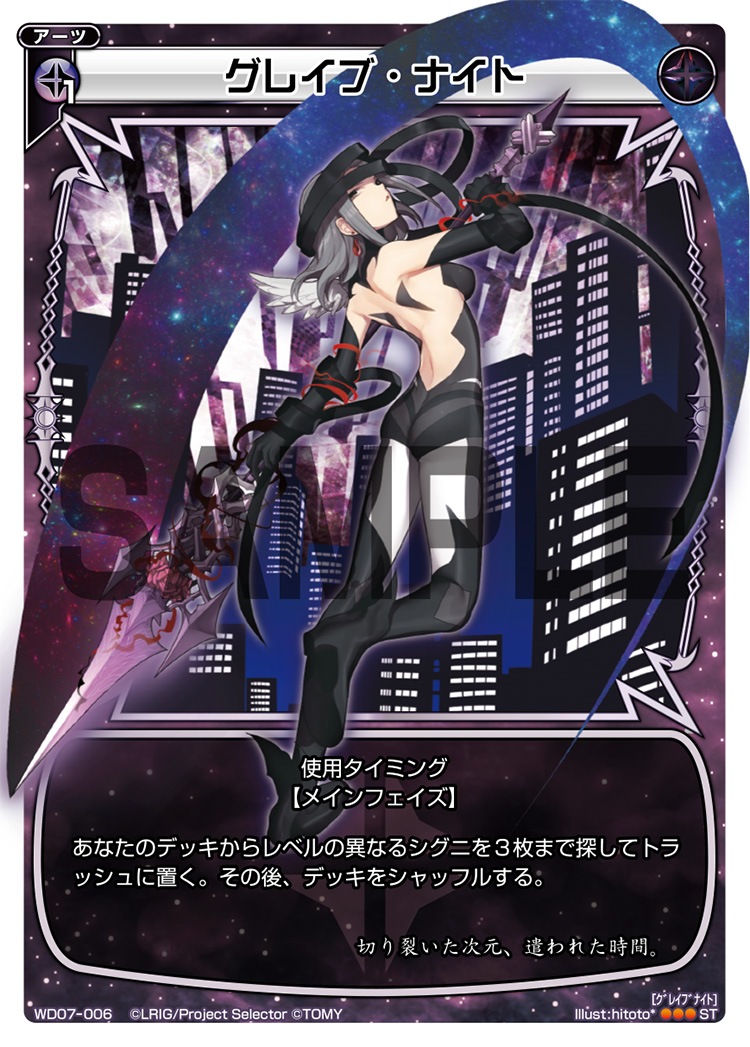 アーツ
1
グレイブ・ナイト
SAMPLE
使用タイミング
【メインフェイズ】
あなたのデッキからレベルの異なるシグニを3枚まで探してトラ
ッシュに置く。その後、デッキをシャッフルする。
切り裂いた次元、遣われた時間。
[グレイブナイト]
WD07-006 ©LRIG/Project Selector ©TOMY Illust:hitoto* ST